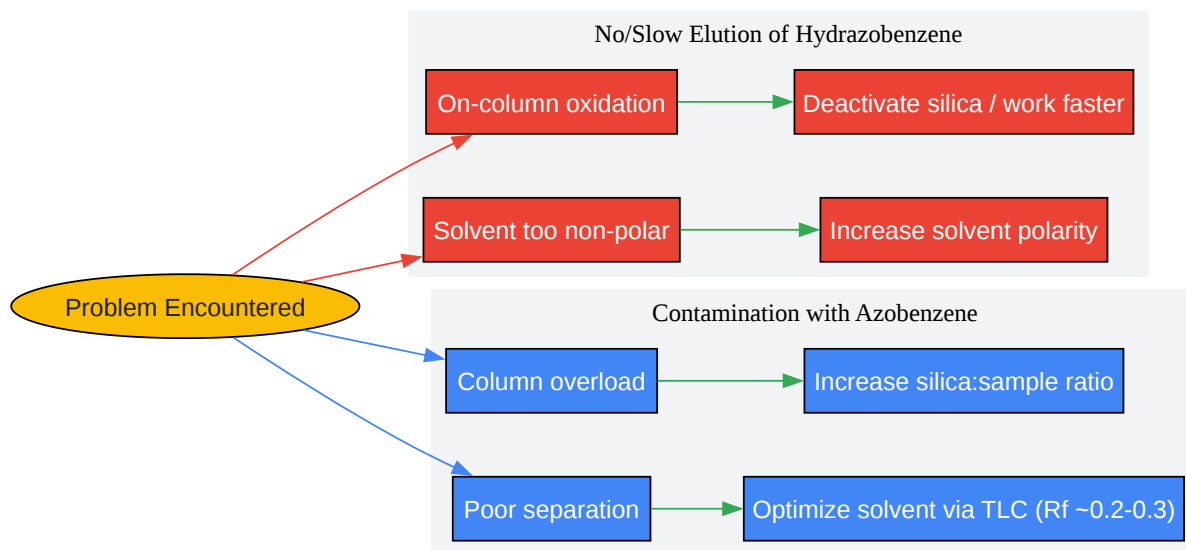 No/Slow Elution of Hydrazobenzene
On-column oxidation
Deactivate silica / work faster
Solvent too non-polar
Increase solvent polarity
Problem Encountered
Contamination with Azobenzene
Column overload
Increase silica:sample ratio
Poor separation
Optimize solvent via TLC (Rf ~0.2-0.3)